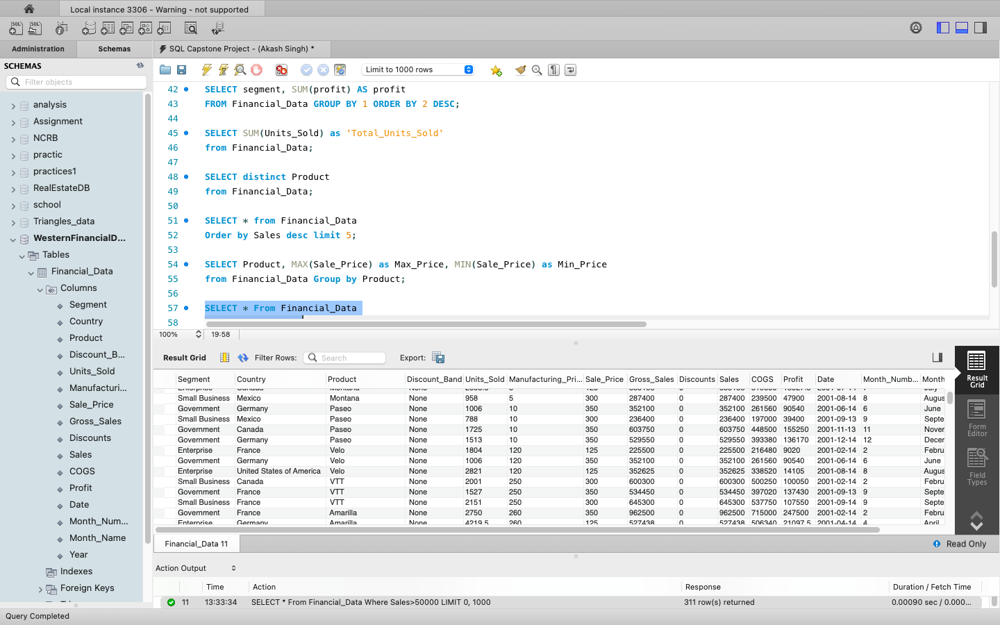 Local instance 3306 - Warning - not supported
Administration
Schemas
SQL Capstone Project - (Akash Singh) *
SCHEMAS
Filter objects
analysis
Assignment
NCRB
practic
practices1
RealEstateDB
school
Triangles_data
WesternFinancialD...
Tables
Financial_Data
Columns
Segment
Country
Product
Discount_B...
Units_Sold
Manufacturi...
Sale_Price
Gross_Sales
Discounts
Sales
COGS
Profit
Date
Month_Num...
Month_Name
Year
Indexes
Foreign Keys
Limit to 1000 rows
42 SELECT segment, SUM(profit) AS profit
43 FROM Financial_Data GROUP BY 1 ORDER BY 2 DESC;
44
45 SELECT SUM(Units_Sold) as 'Total_Units_Sold'
46 from Financial_Data;
47
48 SELECT distinct Product
49 from Financial_Data;
50
51 SELECT * from Financial_Data
52 Order by Sales desc limit 5;
53
54 SELECT Product, MAX(Sale_Price) as Max_Price, MIN(Sale_Price) as Min_Price
55 from Financial_Data Group by Product;
56
57 SELECT * From Financial_Data
58
100% 19:58
Result Grid Filter Rows: Search Export:
Segment Country Product Discount_Band Units_Sold Manufacturing_Pri... Sale_Price Gross_Sales Discounts Sales COGS Profit Date Month_Numb... Month
Small Business Mexico Montana None 958 5 300 287400 0 287400 239500 47900 2001-08-14 8 Augus
Government Germany Paseo None 1006 10 350 352100 0 352100 261560 90540 2001-06-14 6 June
Small Business Mexico Paseo None 788 10 300 236400 0 236400 197000 39400 2001-09-13 9 Septe
Government Canada Paseo None 1725 10 350 603750 0 603750 448500 155250 2001-11-13 11 Nover
Government Germany Paseo None 1513 10 350 529550 0 529550 393380 136170 2001-12-14 12 Decer
Enterprise France Velo None 1804 120 125 225500 0 225500 216480 9020 2001-02-14 2 Febru
Government Germany Velo None 1006 120 350 352100 0 352100 261560 90540 2001-06-14 6 June
Enterprise United States of America Velo None 2821 120 125 352625 0 352625 338520 14105 2001-08-14 8 Augus
Small Business Canada VTT None 2001 250 300 600300 0 600300 500250 100050 2001-02-14 2 Febru
Government France VTT None 1527 250 350 534450 0 534450 397020 137430 2001-09-13 9 Septe
Small Business France VTT None 2151 250 300 645300 0 645300 537750 107550 2001-09-14 9 Septe
Government France Amarilla None 2750 260 350 962500 0 962500 715000 247500 2001-02-14 2 Febru
Enterprise Germany Amarilla None 4219.5 260 125 527438 0 527438 506340 21097.5 2001-04-14 4 April
Result Grid
Form Editor
Field Types
Financial_Data 11
Read Only
Action Output
Time Action Response Duration / Fetch Time
11 13:33:34 SELECT * From Financial_Data Where Sales>50000 LIMIT 0, 1000 311 row(s) returned 0.00090 sec / 0.000...
Query Completed